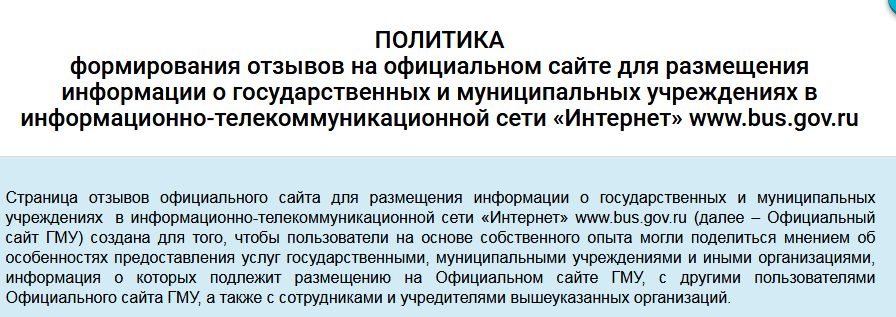 ПОЛИТИКА
формирования отзывов на официальном сайте для размещения
информации о государственных и муниципальных учреждениях в
информационно-телекоммуникационной сети «Интернет» www.bus.gov.ru
Страница отзывов официального сайта для размещения информации о государственных и муниципальных
учреждениях в информационно-телекоммуникационной сети «Интернет» www.bus.gov.ru (далее – Официальный
сайт ГМУ) создана для того, чтобы пользователи на основе собственного опыта могли поделиться мнением об
особенностях предоставления услуг государственными, муниципальными учреждениями и иными организациями,
информация о которых подлежит размещению на Официальном сайте ГМУ, с другими пользователями
Официального сайта ГМУ, а также с сотрудниками и учредителями вышеуказанных организаций.